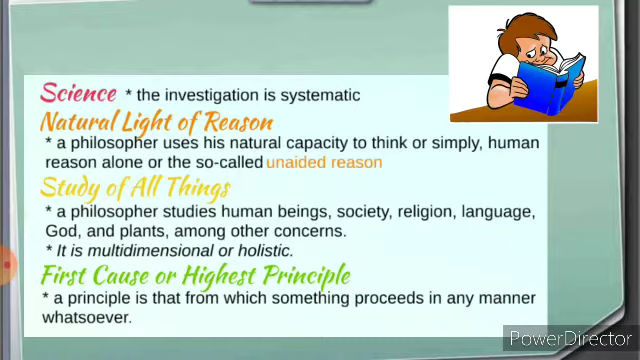 Science * the investigation is systematic
Natural Light of Reason
* a philosopher uses his natural capacity to think or simply, human
reason alone or the so-called unaided reason
Study of All Things
* a philosopher studies human beings, society, religion, language,
God, and plants, among other concerns.
* It is multidimensional or holistic.
First Cause or Highest Principle
* a principle is that from which something proceeds in any manner
whatsoever.
PowerDirector